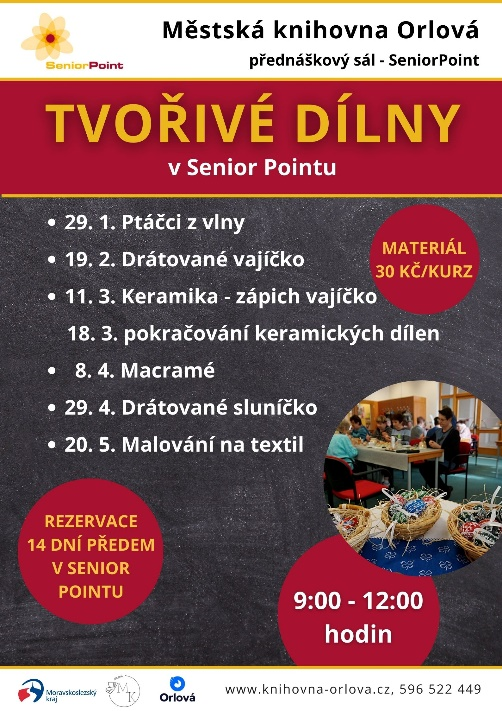 SeniorPoint
Městská knihovna Orlová
přednáškový sál - SeniorPoint
TVOŘIVÉ DÍLNY
v Senior Pointu
• 29. 1. Ptáčci z vlny
• 19. 2. Drátované vajíčko
• 11. 3. Keramika - zápich vajíčko
18. 3. pokračování keramických dílen
• 8. 4. Macramé
• 29. 4. Drátované sluníčko
• 20. 5. Malování na textil
MATERIÁL
30 KČ/KURZ
REZERVACE
14 DNÍ PŘEDEM
V SENIOR
POINTU
9:00 - 12:00
hodin
Moravskoslezský
kraj
Orlová
www.knihovna-orlova.cz, 596 522 449